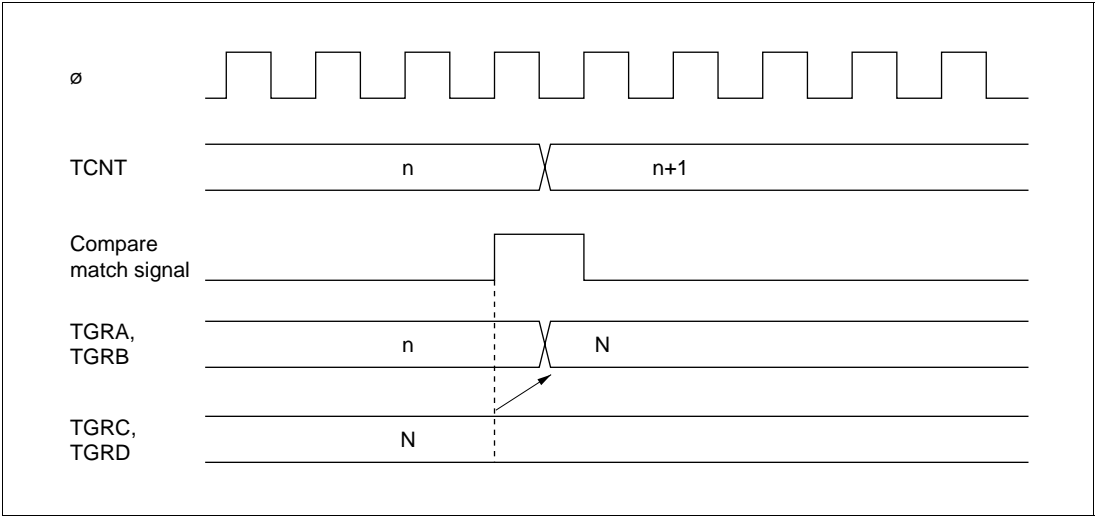 ø
TCNT n n+1
Compare
match signal
TGRA,
TGRB
n N
TGRC,
TGRD
N